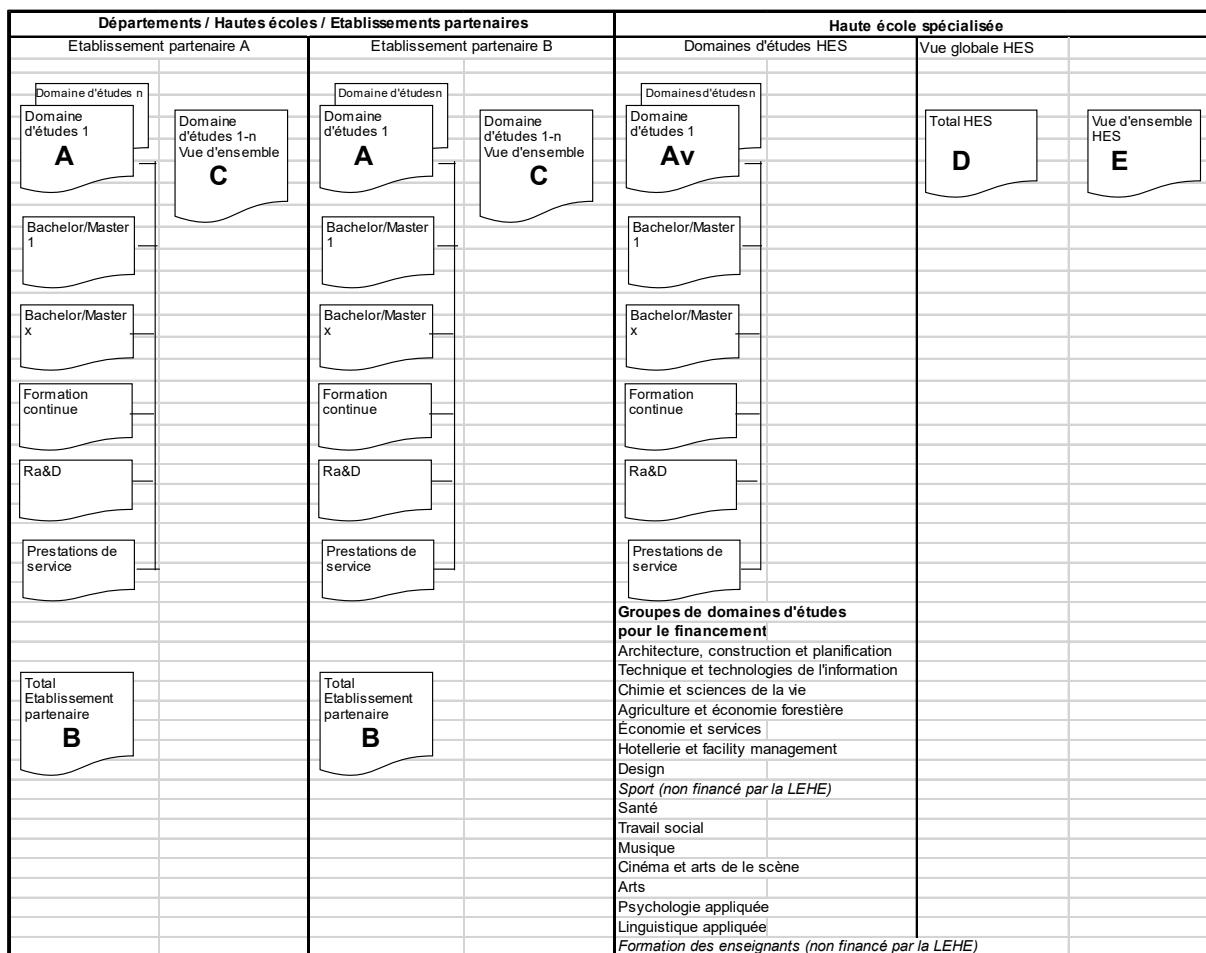 Départements / Hautes écoles / Etablissements partenaires
Haute école spécialisée
Etablissement partenaire A
Etablissement partenaire B
Domaines d'études HES
Vue globale HES
Domaine d'études n
Domaine
d'études 1
A
Domaine
d'études 1-n
Vue d'ensemble
C
Bachelor/Master
1
Bachelor/Master
x
Formation
continue
Ra&D
Prestations de
service
Total
Etablissement
partenaire
B
Domaine d'étudesn
Domaine
d'études 1
A
Domaine
d'études 1-n
Vue d'ensemble
C
Bachelor/Master
1
Bachelor/Master
x
Formation
continue
Ra&D
Prestations de
service
Total
Etablissement
partenaire
B
Domainesd'étudesn
Domaine
d'études 1
Av
Bachelor/Master
1
Bachelor/Master
x
Formation
continue
Ra&D
Prestations de
service
Total HES
D
Vue d'ensemble
HES
E
Groupes de domaines d'études
pour le financement
Architecture, construction et planification
Technique et technologies de l'information
Chimie et sciences de la vie
Agriculture et économie forestière
Économie et services
Hotellerie et facility management
Design
Sport (non financé par la LEHE)
Santé
Travail social
Musique
Cinéma et arts de le scène
Arts
Psychologie appliquée
Linguistique appliquée
Formation des enseignants (non financé par la LEHE)